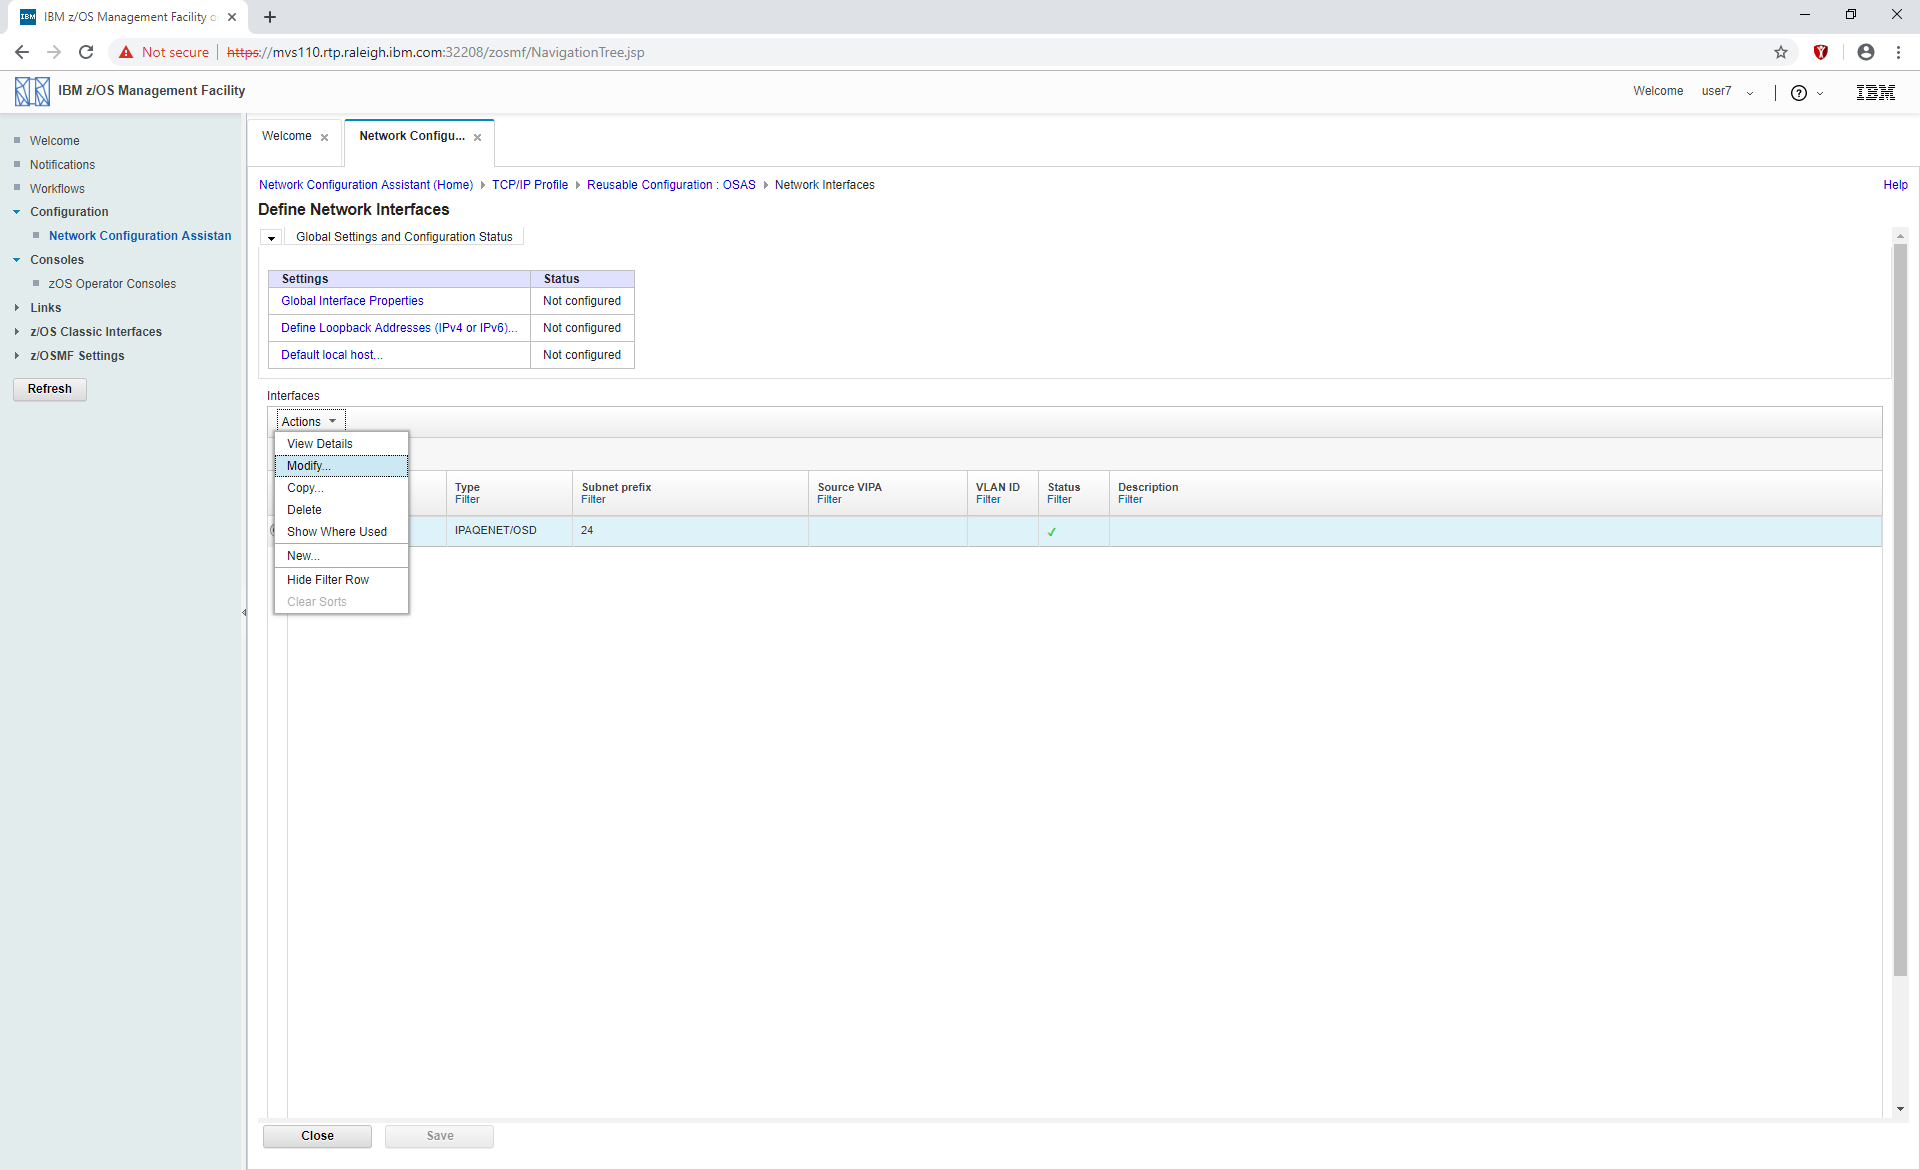 IBM z/OS Management Facility o
Not secure https://mvs110.rtp.raleigh.ibm.com:32208/zosmf/NavigationTree.jsp
IBM z/OS Management Facility
Welcome user7
IBM
Welcome
Notifications
Workflows
Configuration
Network Configuration Assistan
Consoles
zOS Operator Consoles
Links
z/OS Classic Interfaces
z/OSMF Settings
Refresh
Welcome
Network Configu...
Network Configuration Assistant (Home) TCP/IP Profile Reusable Configuration : OSAS Network Interfaces
Help
Define Network Interfaces
Global Settings and Configuration Status
Settings Status
Global Interface Properties Not configured
Define Loopback Addresses (IPv4 or IPv6)... Not configured
Default local host... Not configured
Interfaces
Actions
View Details
Modify...
Copy...
Delete
Show Where Used
New...
Hide Filter Row
Clear Sorts
Type Subnet prefix Source VIPA VLAN ID Status Description
Filter Filter Filter Filter Filter Filter
IPAQENET/OSD 24
Close Save